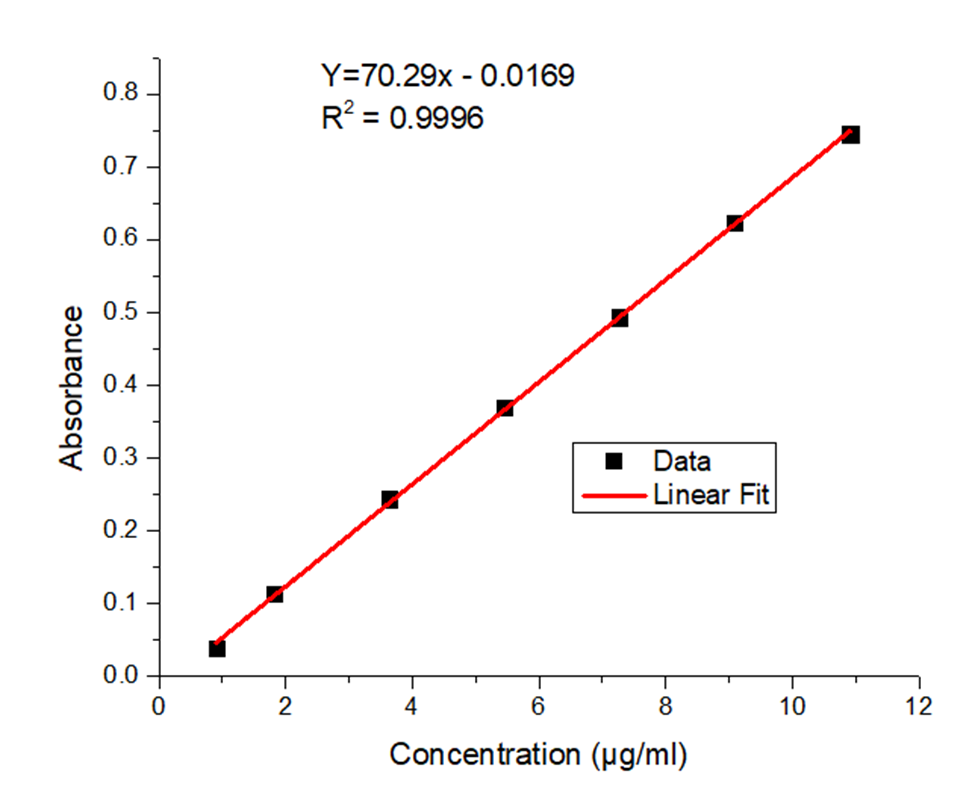 Y=70.29x - 0.0169
R² = 0.9996
0.8
0.7
0.6
0.5
0.4
0.3
0.2
0.1
0.0
Absorbance
Data
Linear Fit
0 2 4 6 8 10 12
Concentration (µg/ml)